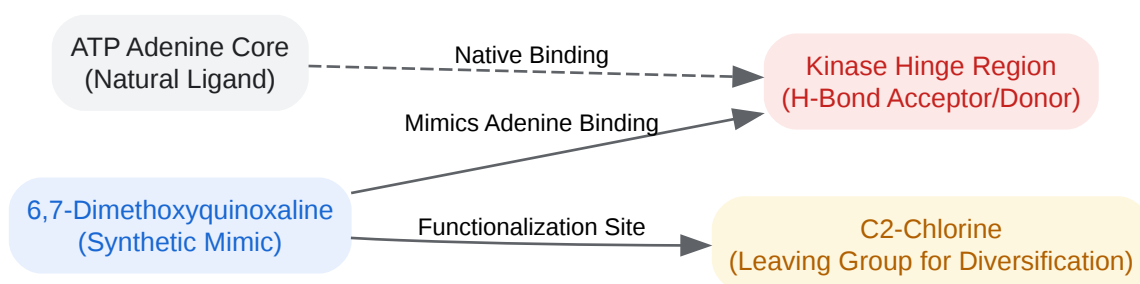 ATP Adenine Core
(Natural Ligand)
Native Binding
Kinase Hinge Region
(H-Bond Acceptor/Donor)
Mimics Adenine Binding
6,7-Dimethoxyquinoxaline
(Synthetic Mimic)
Functionalization Site
C2-Chlorine
(Leaving Group for Diversification)